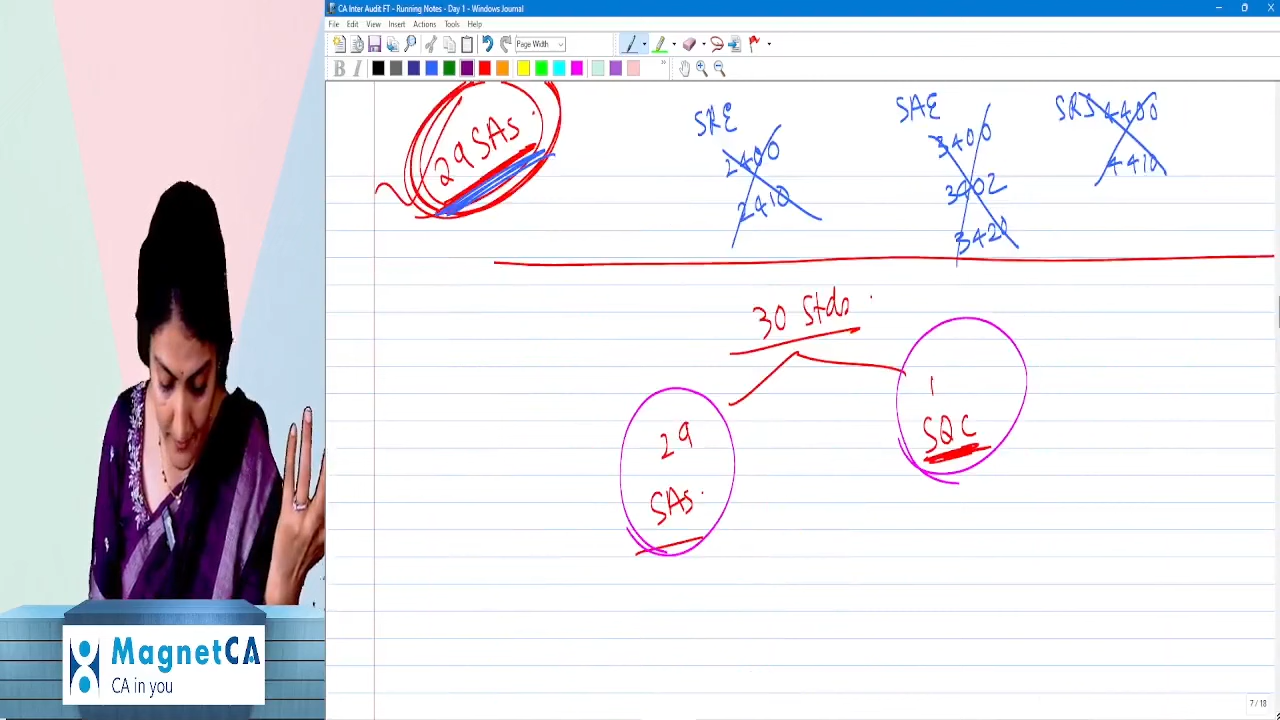 CA Inter Audit FT - Running Notes - Day 1 - Windows Journal
File Edit View Insert Actions Tools Help
Page Width
B I
29 SAs.
SRE
2400
2410
SAE
3400
3402
3420
SRS 4400
4410
30 Stds.
29
SAs.
1
SQC
MagnetCA
CA in you
7 / 18